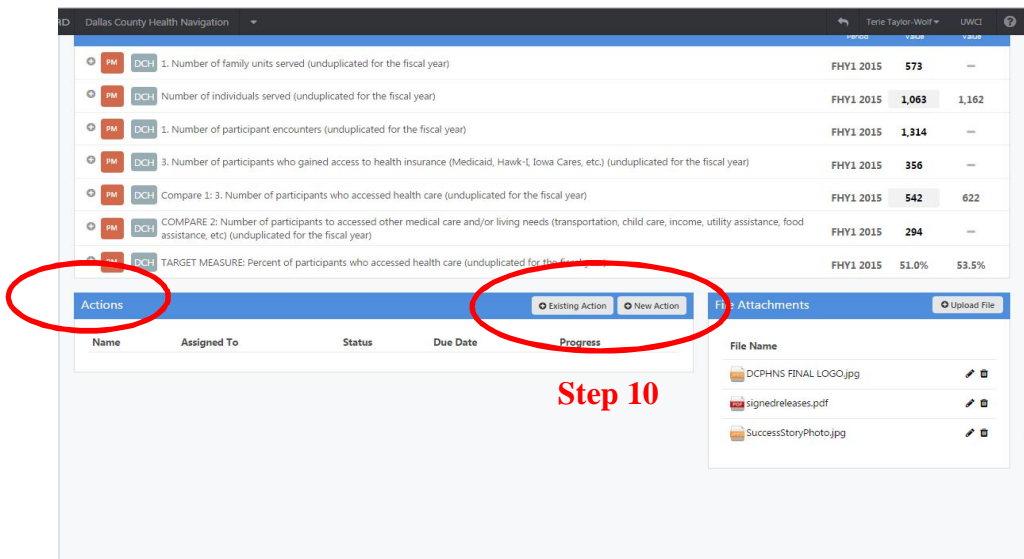 RD Dallas County Health Navigation Terie Taylor-Wolf UWCI
Period Value Value
PM DCH 1. Number of family units served (unduplicated for the fiscal year) FHY1 2015 573 —
PM DCH Number of individuals served (unduplicated for the fiscal year) FHY1 2015 1,063 1,162
PM DCH 1. Number of participant encounters (unduplicated for the fiscal year) FHY1 2015 1,314 —
PM DCH 3. Number of participants who gained access to health insurance (Medicaid, Hawk-I, Iowa Cares, etc.) (unduplicated for the fiscal year) FHY1 2015 356 —
PM DCH Compare 1: 3. Number of participants who accessed health care (unduplicated for the fiscal year) FHY1 2015 542 622
PM DCH COMPARE 2: Number of participants to accessed other medical care and/or living needs (transportation, child care, income, utility assistance, food
assistance, etc) (unduplicated for the fiscal year) FHY1 2015 294 —
PM DCH TARGET MEASURE: Percent of participants who accessed health care (unduplicated for the fiscal year) FHY1 2015 51.0% 53.5%
Actions Existing Action New Action File Attachments Upload File
Name Assigned To Status Due Date Progress
File Name
Step 10
DCPHNS FINAL LOGO.jpg
PDF signedreleases.pdf
SuccessStoryPhoto.jpg